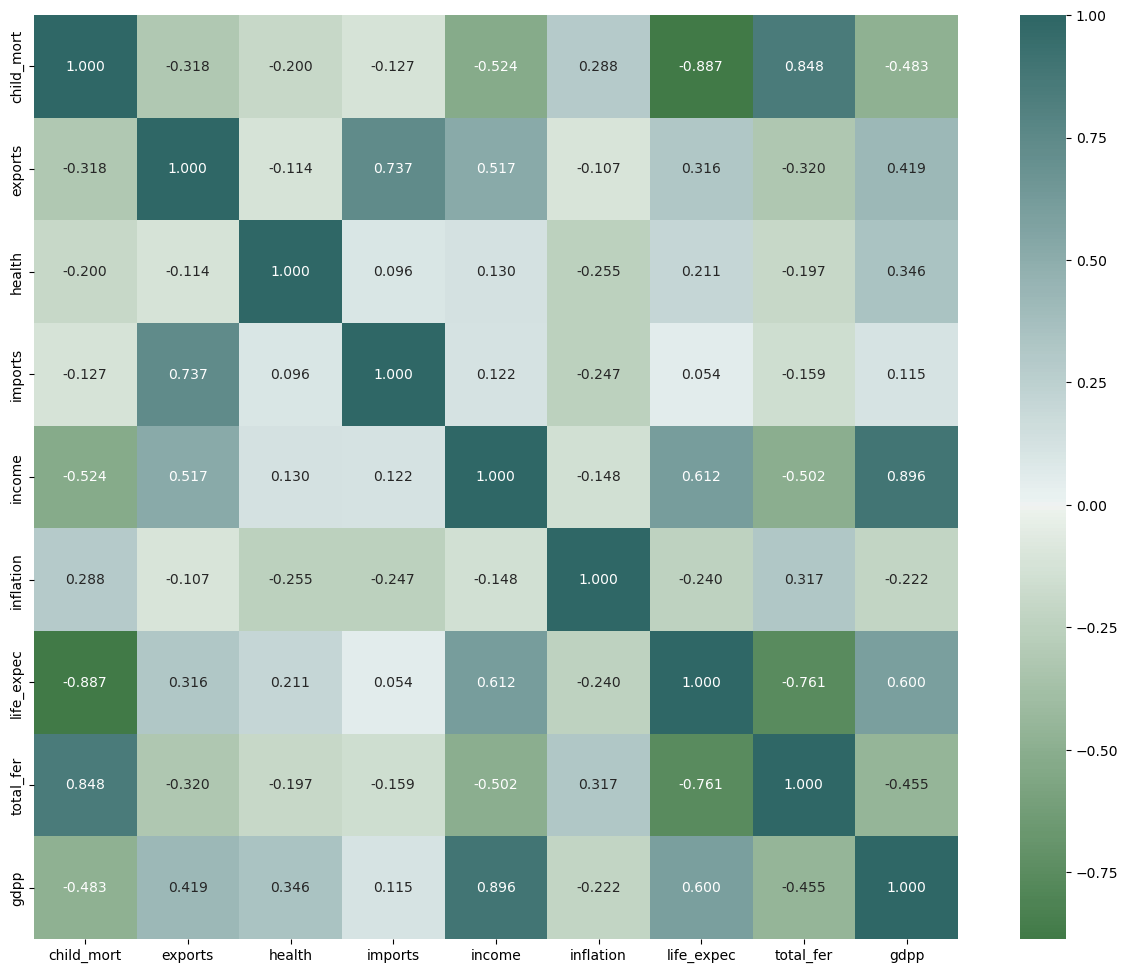 child_mort 1.000 -0.318 -0.200 -0.127 -0.524 0.288 -0.887 0.848 -0.483
exports -0.318 1.000 -0.114 0.737 0.517 -0.107 0.316 -0.320 0.419
health -0.200 -0.114 1.000 0.096 0.130 -0.255 0.211 -0.197 0.346
imports -0.127 0.737 0.096 1.000 0.122 -0.247 0.054 -0.159 0.115
income -0.524 0.517 0.130 0.122 1.000 -0.148 0.612 -0.502 0.896
inflation 0.288 -0.107 -0.255 -0.247 -0.148 1.000 -0.240 0.317 -0.222
life_expec -0.887 0.316 0.211 0.054 0.612 -0.240 1.000 -0.761 0.600
total_fer 0.848 -0.320 -0.197 -0.159 -0.502 0.317 -0.761 1.000 -0.455
gdpp -0.483 0.419 0.346 0.115 0.896 -0.222 0.600 -0.455 1.000
child_mort exports health imports income inflation life_expec total_fer gdpp
1.00
0.75
0.50
0.25
0.00
−0.25
−0.50
−0.75